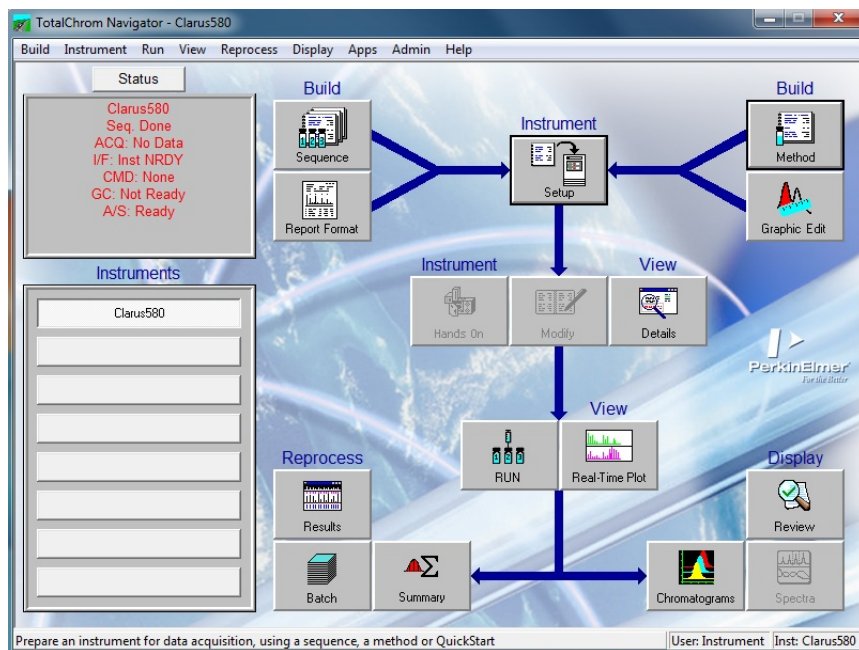 TotalChrom Navigator - Clarus580
Build Instrument Run View Reprocess Display Apps Admin Help
Status
Clarus580
Seq. Done
ACQ: No Data
I/F: Inst NRDY
CMD: None
GC: Not Ready
A/S: Ready
Instruments
Clarus580
Build
Sequence
Report Format
Instrument
Setup
Build
Method
Graphic Edit
Instrument
Hands On
Modify
View
Details
PerkinElmer
For the Better
View
RUN
Real-Time Plot
Reprocess
Results
Batch
Summary
Display
Review
Chromatograms
Spectra
Prepare an instrument for data acquisition, using a sequence, a method or QuickStart
User: Instrument
Inst: Clarus580